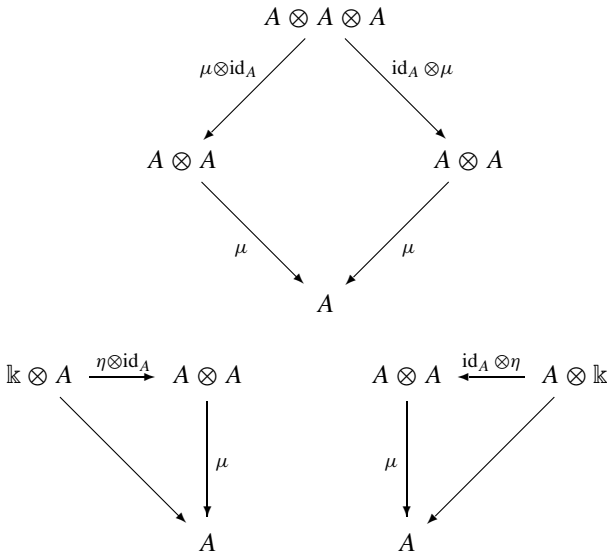 A ⊗ A ⊗ A
μ⊗id_A id_A ⊗μ
A ⊗ A A ⊗ A
μ μ
A
𝕜 ⊗ A η⊗id_A A ⊗ A A ⊗ A id_A ⊗η A ⊗ 𝕜
μ μ
A A